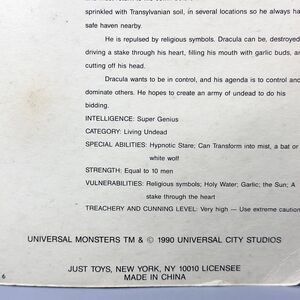 sprinkled with Transylvanian soil, in several locations so he always ha
safe haven nearby.
He is repulsed by religious symbols. Dracula can be, destroyed
driving a stake through his heart, filling his mouth with garlic buds, and
cutting off his head.
Dracula wants to be in control, and his agenda is to control and
dominate others. He hopes to create an army of undead to do his
bidding.
INTELLIGENCE: Super Genius
CATEGORY: Living Undead
SPECIAL ABILITIES: Hypnotic Stare; Can Transform into mist, a bat or
white wolf
STRENGTH: Equal to 10 men
VULNERABILITIES: Religious symbols; Holy Water; Garlic; the Sun; A
stake through the heart
TREACHERY AND CUNNING LEVEL: Very high — Use extreme caution
UNIVERSAL MONSTERS TM & © 1990 UNIVERSAL CITY STUDIOS
JUST TOYS, NEW YORK, NY 10010 LICENSEE
6
MADE IN CHINA